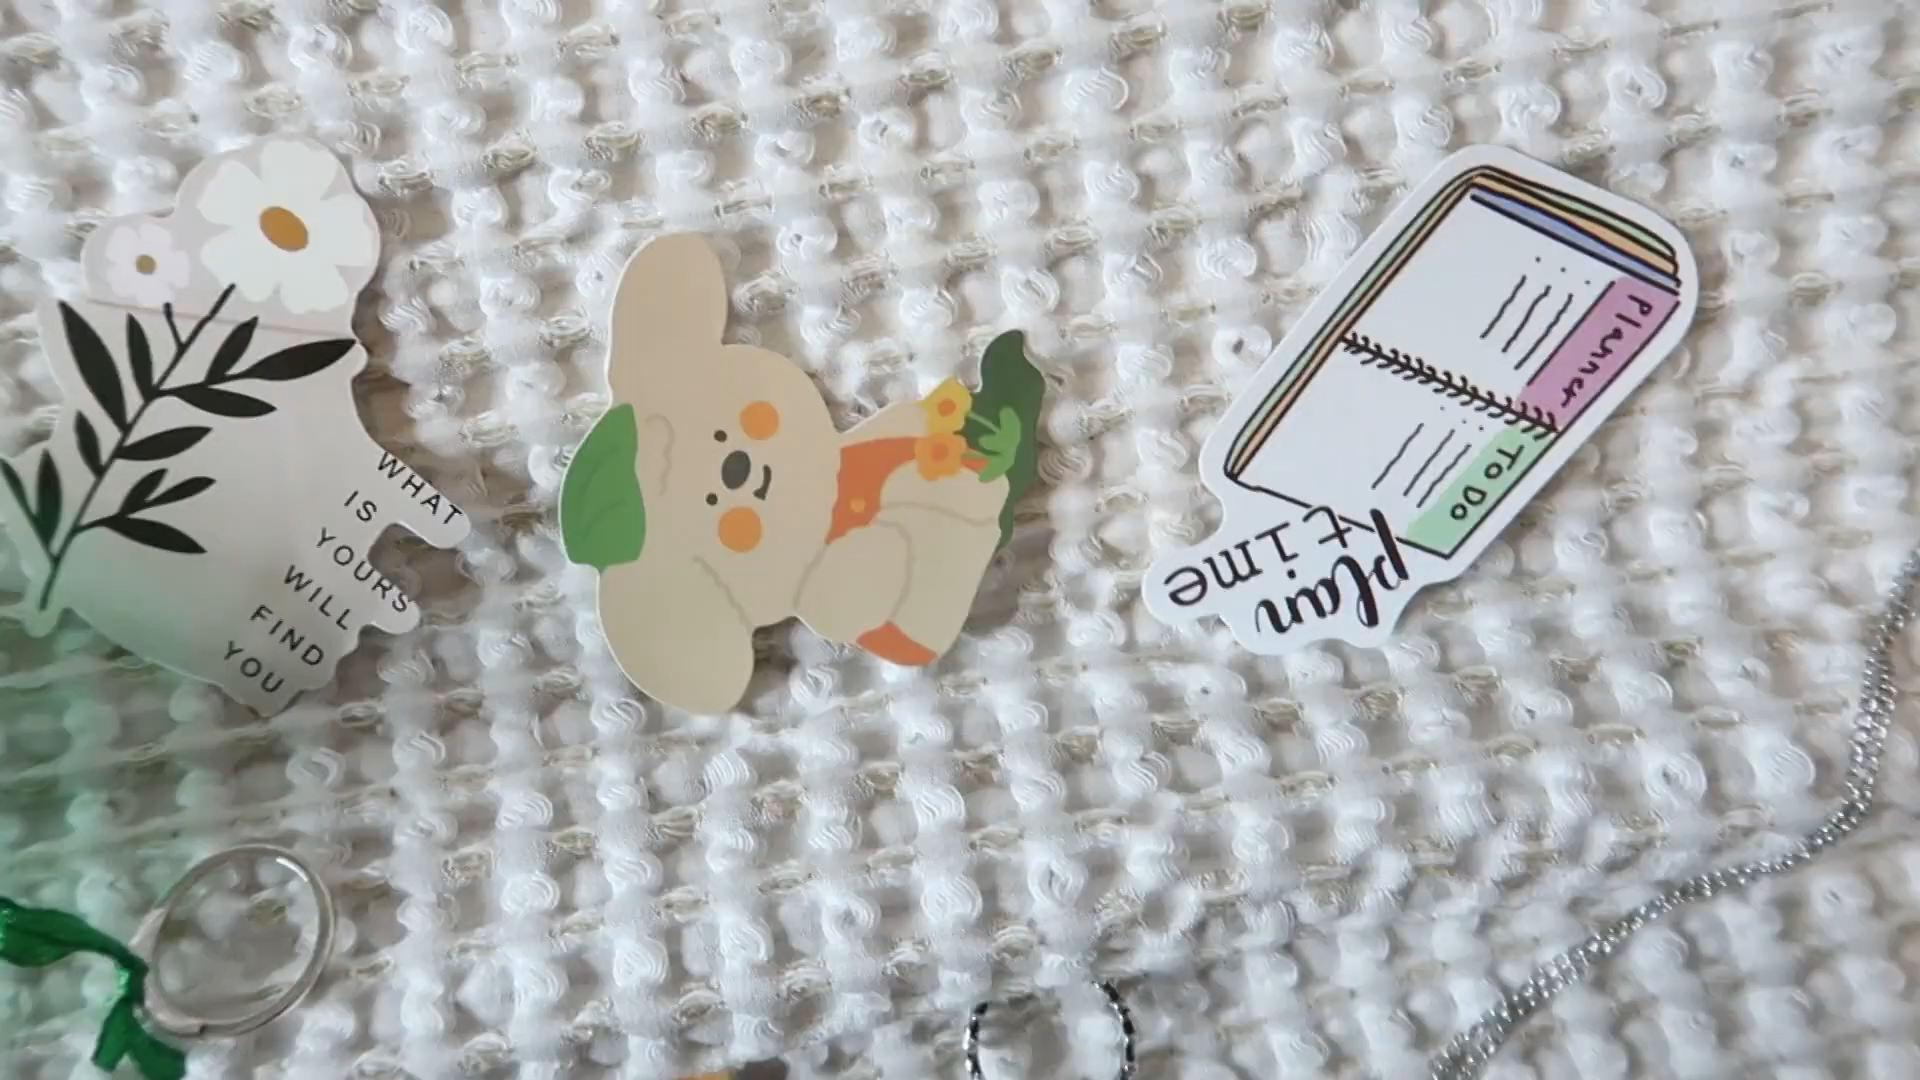 WHAT
IS
YOURS
WILL
FIND
YOU
Planner
TO DO
plan
time